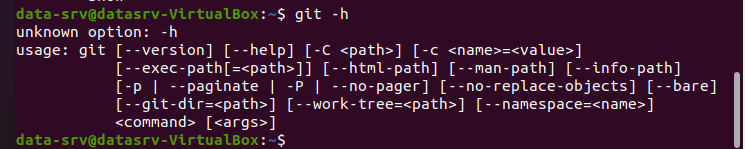 data-srv@datasrv-VirtualBox:~$ git -h
unknown option: -h
usage: git [--version] [--help] [-C <path>] [-c <name>=<value>]
           [--exec-path[=<path>]] [--html-path] [--man-path] [--info-path]
           [-p | --paginate | -P | --no-pager] [--no-replace-objects] [--bare]
           [--git-dir=<path>] [--work-tree=<path>] [--namespace=<name>]
           <command> [<args>]
data-srv@datasrv-VirtualBox:~$